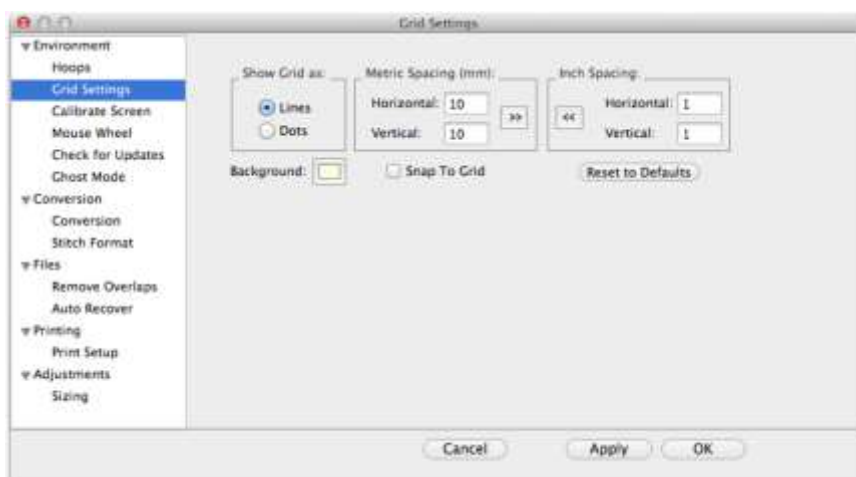 Grid Settings
Environment
Hoops
Grid Settings
Calibrate Screen
Mouse Wheel
Check for Updates
Ghost Mode
Conversion
Conversion
Stitch Format
Files
Remove Overlaps
Auto Recover
Printing
Print Setup
Adjustments
Sizing
Show Grid as:
Lines
Dots
Metric Spacing (mm):
Horizontal: 10
Vertical: 10
>>
Inch Spacing:
<<
Horizontal: 1
Vertical: 1
Background:
Snap To Grid
Reset to Defaults
Cancel
Apply
OK